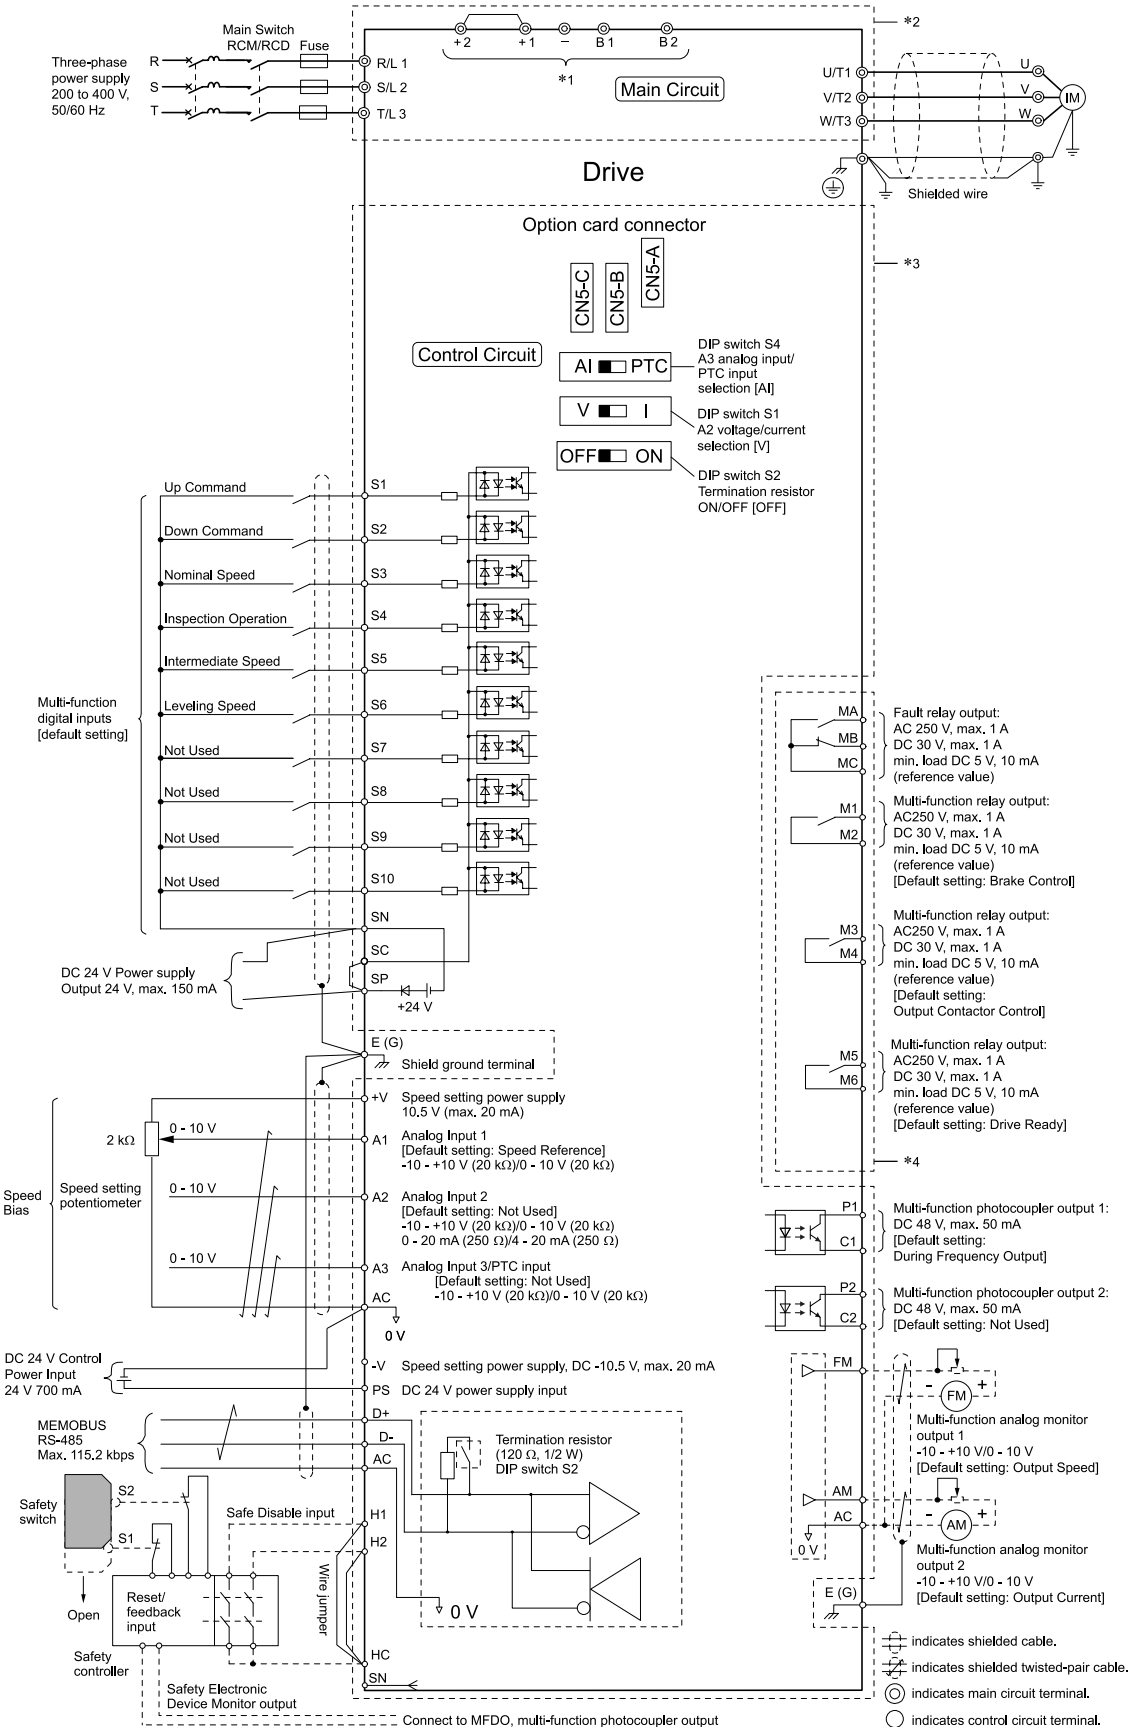 Main Switch
RCM/RCD
Fuse
Three-phase
power supply
200 to 400 V,
50/60 Hz
R
S
T
R/L 1
S/L 2
T/L 3
+ 2
+ 1
−
B 1
B 2
*1
*2
Main Circuit
U/T1
V/T2
W/T3
U
V
W
IM
Shielded wire
Drive
Option card connector
*3
CN5-C
CN5-B
CN5-A
Control Circuit
AI
PTC
DIP switch S4
A3 analog input/
PTC input
selection [AI]
V
I
DIP switch S1
A2 voltage/current
selection [V]
OFF
ON
DIP switch S2
Termination resistor
ON/OFF [OFF]
Multi-function
digital inputs
[default setting]
Up Command
S1
Down Command
S2
Nominal Speed
S3
Inspection Operation
S4
Intermediate Speed
S5
Leveling Speed
S6
Not Used
S7
Not Used
S8
Not Used
S9
Not Used
S10
SN
SC
SP
+24 V
DC 24 V Power supply
Output 24 V, max. 150 mA
E (G)
Shield ground terminal
MA
MB
MC
Fault relay output:
AC 250 V, max. 1 A
DC 30 V, max. 1 A
min. load DC 5 V, 10 mA
(reference value)
M1
M2
Multi-function relay output:
AC250 V, max. 1 A
DC 30 V, max. 1 A
min. load DC 5 V, 10 mA
(reference value)
[Default setting: Brake Control]
M3
M4
Multi-function relay output:
AC250 V, max. 1 A
DC 30 V, max. 1 A
min. load DC 5 V, 10 mA
(reference value)
[Default setting:
Output Contactor Control]
M5
M6
Multi-function relay output:
AC250 V, max. 1 A
DC 30 V, max. 1 A
min. load DC 5 V, 10 mA
(reference value)
[Default setting: Drive Ready]
*4
Speed
Bias
Speed setting
potentiometer
2 kΩ
0 - 10 V
0 - 10 V
0 - 10 V
+V
Speed setting power supply
10.5 V (max. 20 mA)
A1
Analog Input 1
[Default setting: Speed Reference]
-10 - +10 V (20 kΩ)/0 - 10 V (20 kΩ)
A2
Analog Input 2
[Default setting: Not Used]
-10 - +10 V (20 kΩ)/0 - 10 V (20 kΩ)
0 - 20 mA (250 Ω)/4 - 20 mA (250 Ω)
A3
Analog Input 3/PTC input
[Default setting: Not Used]
-10 - +10 V (20 kΩ)/0 - 10 V (20 kΩ)
AC
0 V
P1
C1
Multi-function photocoupler output 1:
DC 48 V, max. 50 mA
[Default setting:
During Frequency Output]
P2
C2
Multi-function photocoupler output 2:
DC 48 V, max. 50 mA
[Default setting: Not Used]
DC 24 V Control
Power Input
24 V 700 mA
-V
Speed setting power supply, DC -10.5 V, max. 20 mA
PS
DC 24 V power supply input
MEMOBUS
RS-485
Max. 115.2 kbps
D+
D-
AC
Termination resistor
(120 Ω, 1/2 W)
DIP switch S2
0 V
FM
- +
FM
Multi-function analog monitor
output 1
-10 - +10 V/0 - 10 V
[Default setting: Output Speed]
AM
AC
0 V
- +
AM
Multi-function analog monitor
output 2
-10 - +10 V/0 - 10 V
[Default setting: Output Current]
E (G)
Safety
switch
S2
S1
Open
Safe Disable input
H1
H2
Wire jumper
Reset/
feedback
input
Safety
controller
HC
SN
Safety Electronic
Device Monitor output
Connect to MFDO, multi-function photocoupler output
indicates shielded cable.
indicates shielded twisted-pair cable.
indicates main circuit terminal.
indicates control circuit terminal.